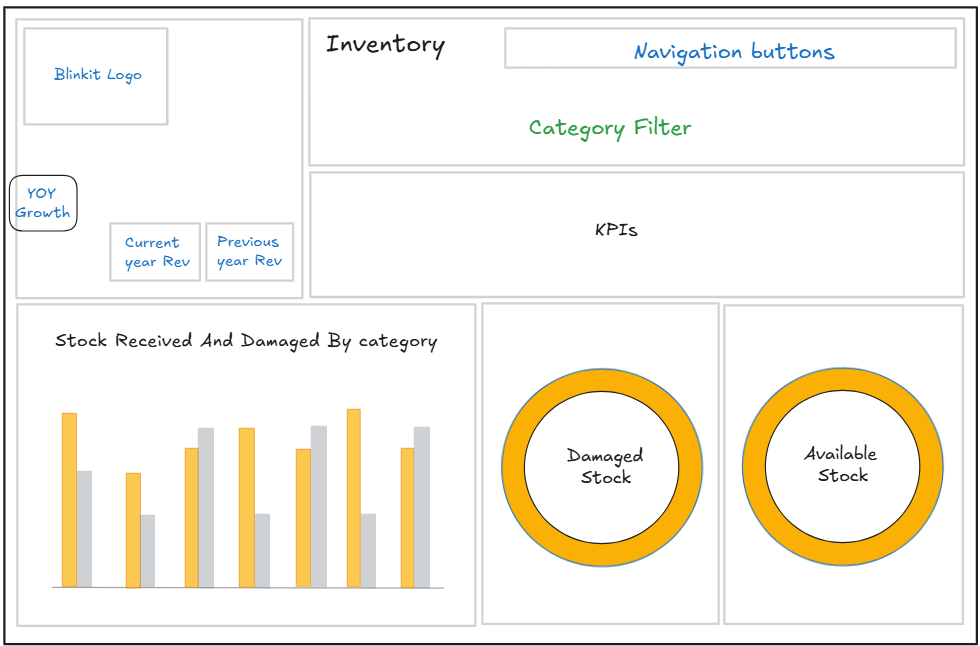 Blinkit Logo
YOY
Growth
Current
year Rev
Previous
year Rev
Inventory
Navigation buttons
Category Filter
KPIs
Stock Received And Damaged By category
Damaged
Stock
Available
Stock